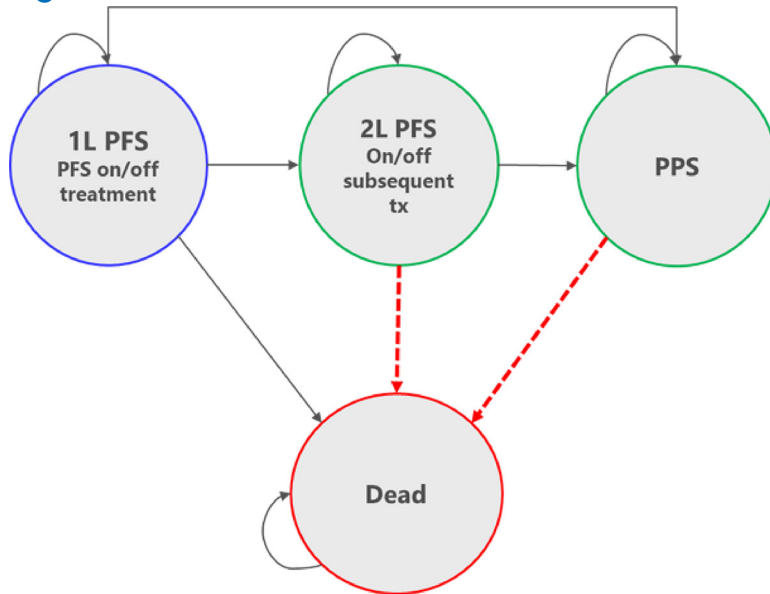 1L PFS
PFS on/off
treatment
2L PFS
On/off
subsequent
tx
PPS
Dead